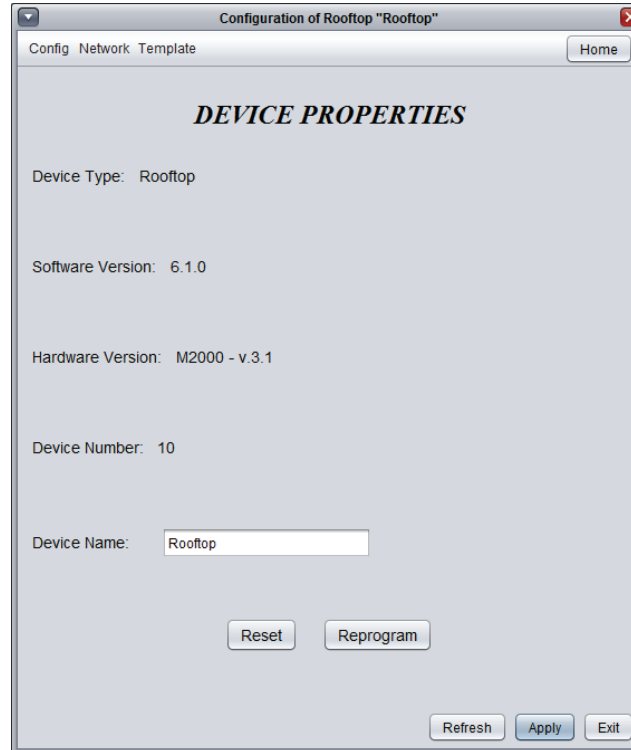 Configuration of Rooftop "Rooftop"
Config Network Template Home
DEVICE PROPERTIES
Device Type: Rooftop
Software Version: 6.1.0
Hardware Version: M2000 - v.3.1
Device Number: 10
Device Name: Rooftop
Reset Reprogram
Refresh Apply Exit